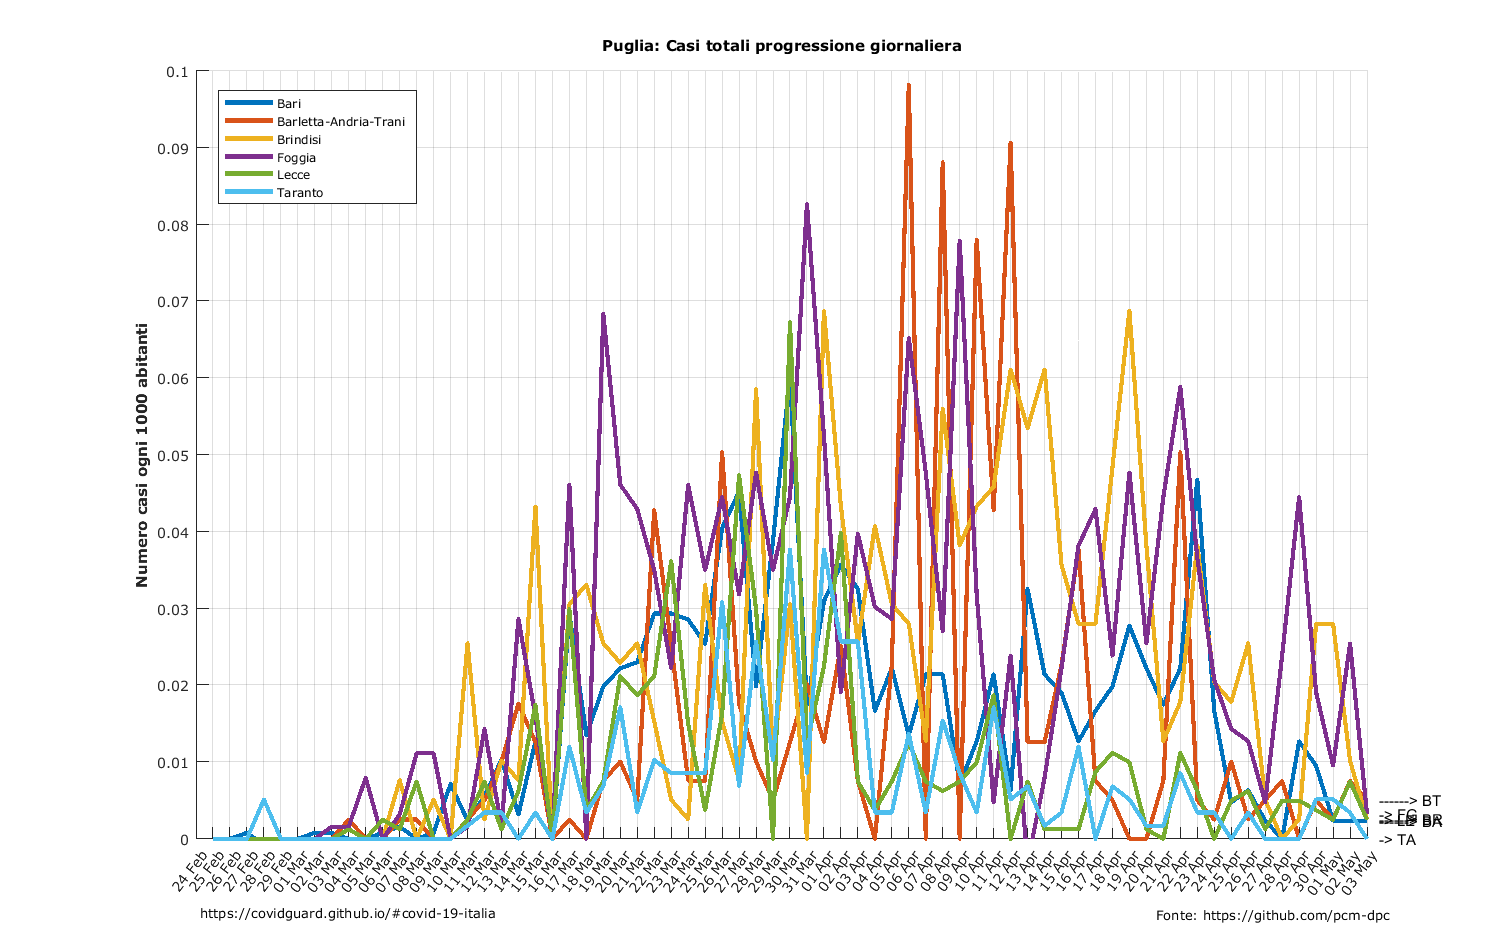 Puglia: Casi totali progressione giornaliera
0.1
0.09
0.08
0.07
0.06
0.05
0.04
0.03
0.02
0.01
0
Numero casi ogni 1000 abitanti
Bari
Barletta-Andria-Trani
Brindisi
Foggia
Lecce
Taranto
------> BT
-> FG
-> TA
24 Feb
25 Feb
26 Feb
27 Feb
28 Feb
29 Feb
01 Mar
02 Mar
03 Mar
04 Mar
05 Mar
06 Mar
07 Mar
08 Mar
09 Mar
10 Mar
11 Mar
12 Mar
13 Mar
14 Mar
15 Mar
16 Mar
17 Mar
18 Mar
19 Mar
20 Mar
21 Mar
22 Mar
23 Mar
24 Mar
25 Mar
26 Mar
27 Mar
28 Mar
29 Mar
30 Mar
31 Mar
01 Apr
02 Apr
03 Apr
04 Apr
05 Apr
06 Apr
07 Apr
08 Apr
09 Apr
10 Apr
11 Apr
12 Apr
13 Apr
14 Apr
15 Apr
16 Apr
17 Apr
18 Apr
19 Apr
20 Apr
21 Apr
22 Apr
23 Apr
24 Apr
25 Apr
26 Apr
27 Apr
28 Apr
29 Apr
30 Apr
01 May
02 May
03 May
https://covidguard.github.io/#covid-19-italia
Fonte: https://github.com/pcm-dpc